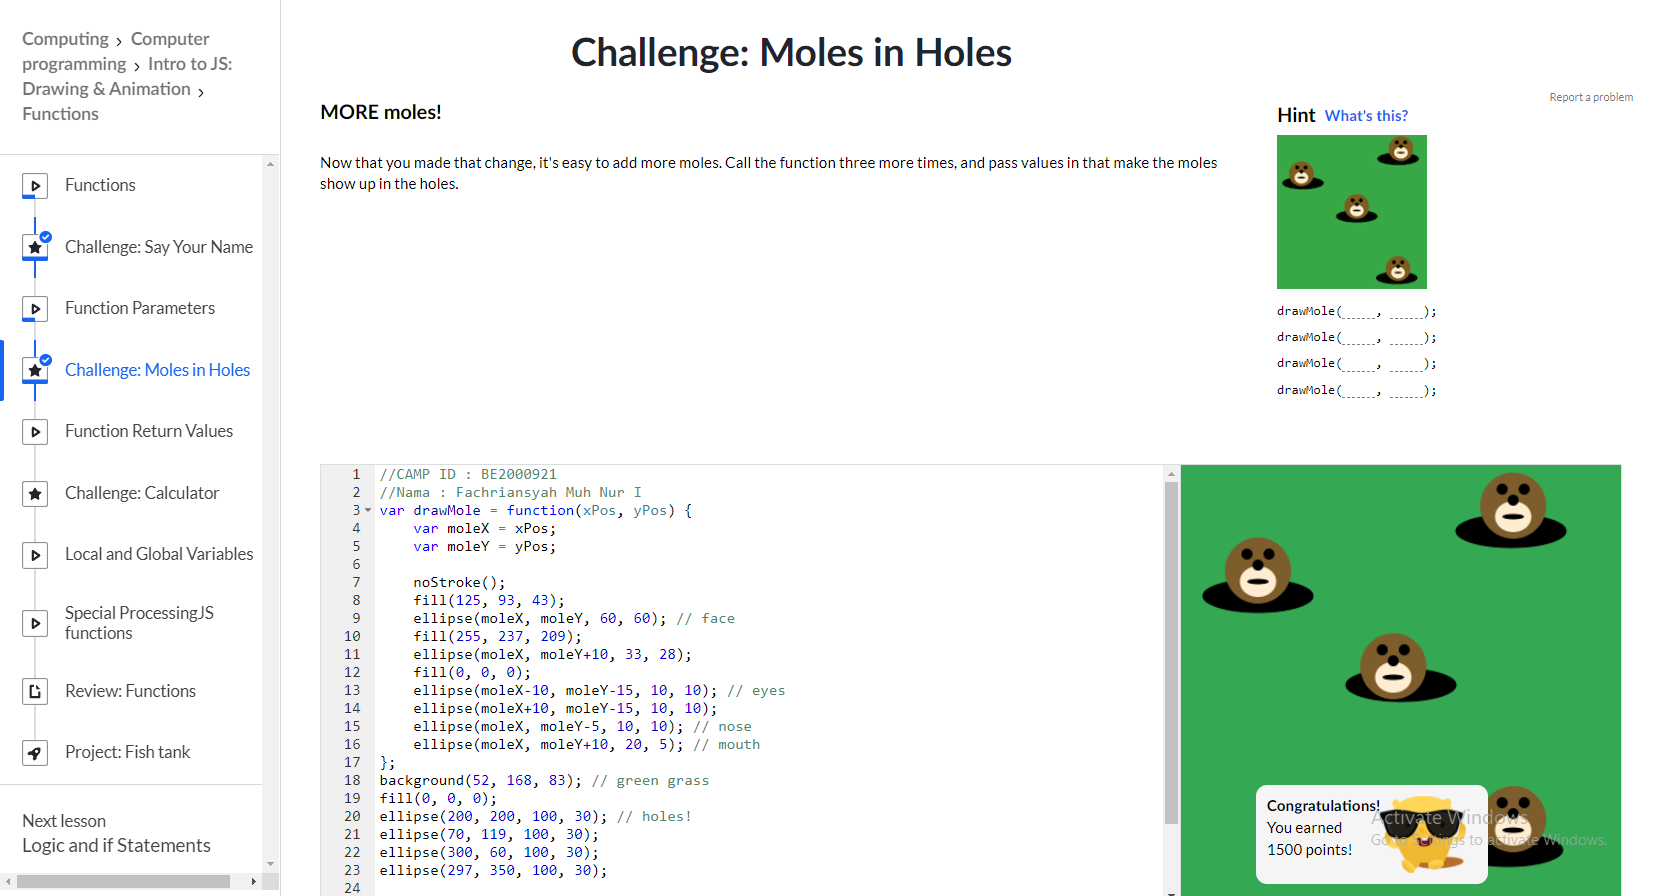 Computing › Computer
programming › Intro to JS:
Drawing & Animation ›
Functions
Functions
Challenge: Say Your Name
Function Parameters
Challenge: Moles in Holes
Function Return Values
Challenge: Calculator
Local and Global Variables
Special ProcessingJS
functions
Review: Functions
Project: Fish tank
Next lesson
Logic and if Statements
Challenge: Moles in Holes
Report a problem
MORE moles!
Now that you made that change, it's easy to add more moles. Call the function three more times, and pass values in that make the moles
show up in the holes.
Hint What's this?
drawMole(_____, _____);
drawMole(_____, _____);
drawMole(_____, _____);
drawMole(_____, _____);
1 //CAMP ID : BE2000921
2 //Nama : Fachriansyah Muh Nur I
3 var drawMole = function(xPos, yPos) {
4 var moleX = xPos;
5 var moleY = yPos;
6
7 noStroke();
8 fill(125, 93, 43);
9 ellipse(moleX, moleY, 60, 60); // face
10 fill(255, 237, 209);
11 ellipse(moleX, moleY+10, 33, 28);
12 fill(0, 0, 0);
13 ellipse(moleX-10, moleY-15, 10, 10); // eyes
14 ellipse(moleX+10, moleY-15, 10, 10);
15 ellipse(moleX, moleY-5, 10, 10); // nose
16 ellipse(moleX, moleY+10, 20, 5); // mouth
17 };
18 background(52, 168, 83); // green grass
19 fill(0, 0, 0);
20 ellipse(200, 200, 100, 30); // holes!
21 ellipse(70, 119, 100, 30);
22 ellipse(300, 60, 100, 30);
23 ellipse(297, 350, 100, 30);
24
Congratulations!
You earned
1500 points!
Activate Windows
Go to Settings to activate Windows.